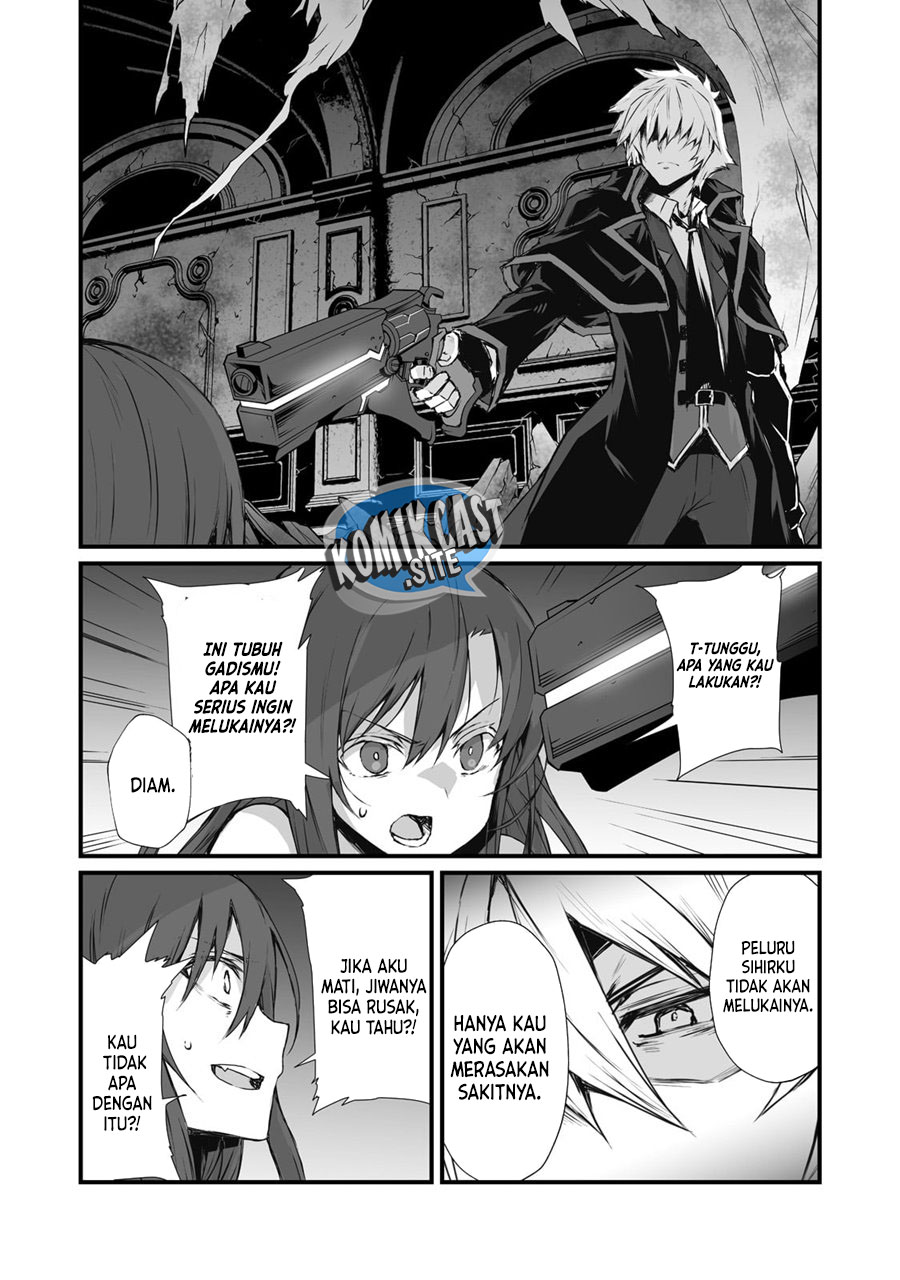 KOMIKCAST
.SITE
T-TUNGGU,
APA YANG KAU
LAKUKAN?!
INI TUBUH
GADISMU!
APA KAU
SERIUS INGIN
MELUKAINYA?!
DIAM.
PELURU
SIHIRKU
TIDAK AKAN
MELUKAINYA.
HANYA KAU
YANG AKAN
MERASAKAN
SAKITNYA.
JIKA AKU
MATI, JIWANYA
BISA RUSAK,
KAU TAHU?!
KAU
TIDAK
APA
DENGAN
ITU?!